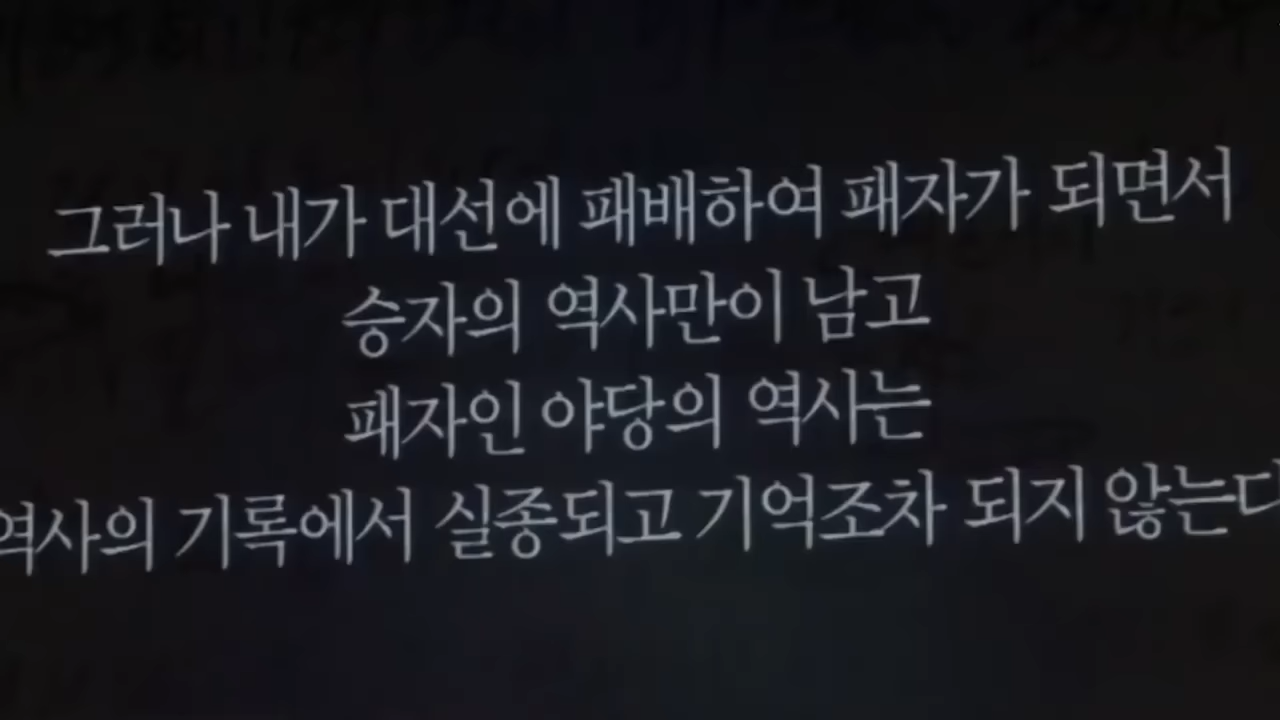 그러나 내가 대선에 패배하여 패자가 되면서
승자의 역사만이 남고
패자인 야당의 역사는
역사의 기록에서 실종되고 기억조차 되지 않는다